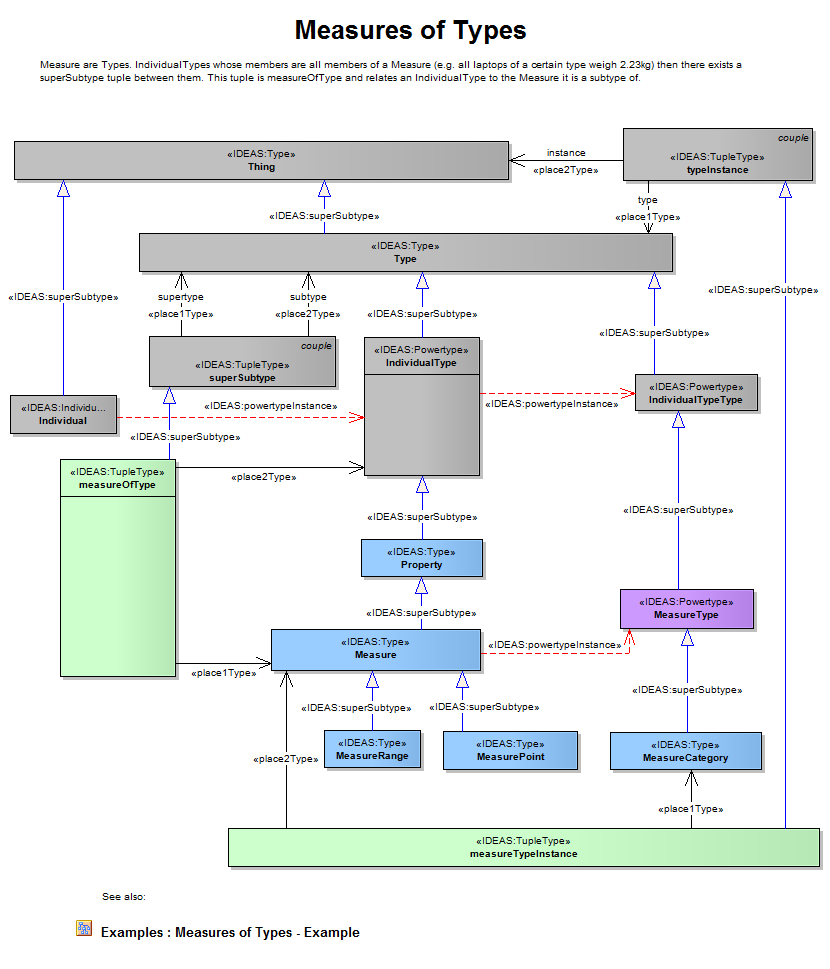 Measures of Types
Measure are Types. IndividualTypes whose members are all members of a Measure (e.g. all laptops of a certain type weigh 2.23kg) then there exists a
superSubtype tuple between them. This tuple is measureOfType and relates an IndividualType to the Measure it is a subtype of.
«IDEAS:Type»
Thing
instance
«place2Type»
couple
«IDEAS:TupleType»
typeInstance
«IDEAS:superSubtype»
type
«place1Type»
«IDEAS:Type»
Type
«IDEAS:superSubtype»
supertype
«place1Type»
subtype
«place2Type»
«IDEAS:superSubtype»
«IDEAS:superSubtype»
«IDEAS:superSubtype»
couple
«IDEAS:TupleType»
superSubtype
«IDEAS:Powertype»
IndividualType
«IDEAS:Powertype»
IndividualTypeType
«IDEAS:Individu...
Individual
«IDEAS:powertypeInstance»
«IDEAS:powertypeInstance»
«IDEAS:superSubtype»
«IDEAS:TupleType»
measureOfType
«place2Type»
«IDEAS:superSubtype»
«IDEAS:superSubtype»
«IDEAS:Type»
Property
«IDEAS:superSubtype»
«IDEAS:Powertype»
MeasureType
«IDEAS:Type»
Measure
«IDEAS:powertypeInstance»
«place1Type»
«IDEAS:superSubtype»
«IDEAS:superSubtype»
«IDEAS:superSubtype»
«IDEAS:Type»
MeasureRange
«IDEAS:Type»
MeasurePoint
«IDEAS:Type»
MeasureCategory
«place2Type»
«place1Type»
«IDEAS:TupleType»
measureTypeInstance
See also:
Examples : Measures of Types - Example